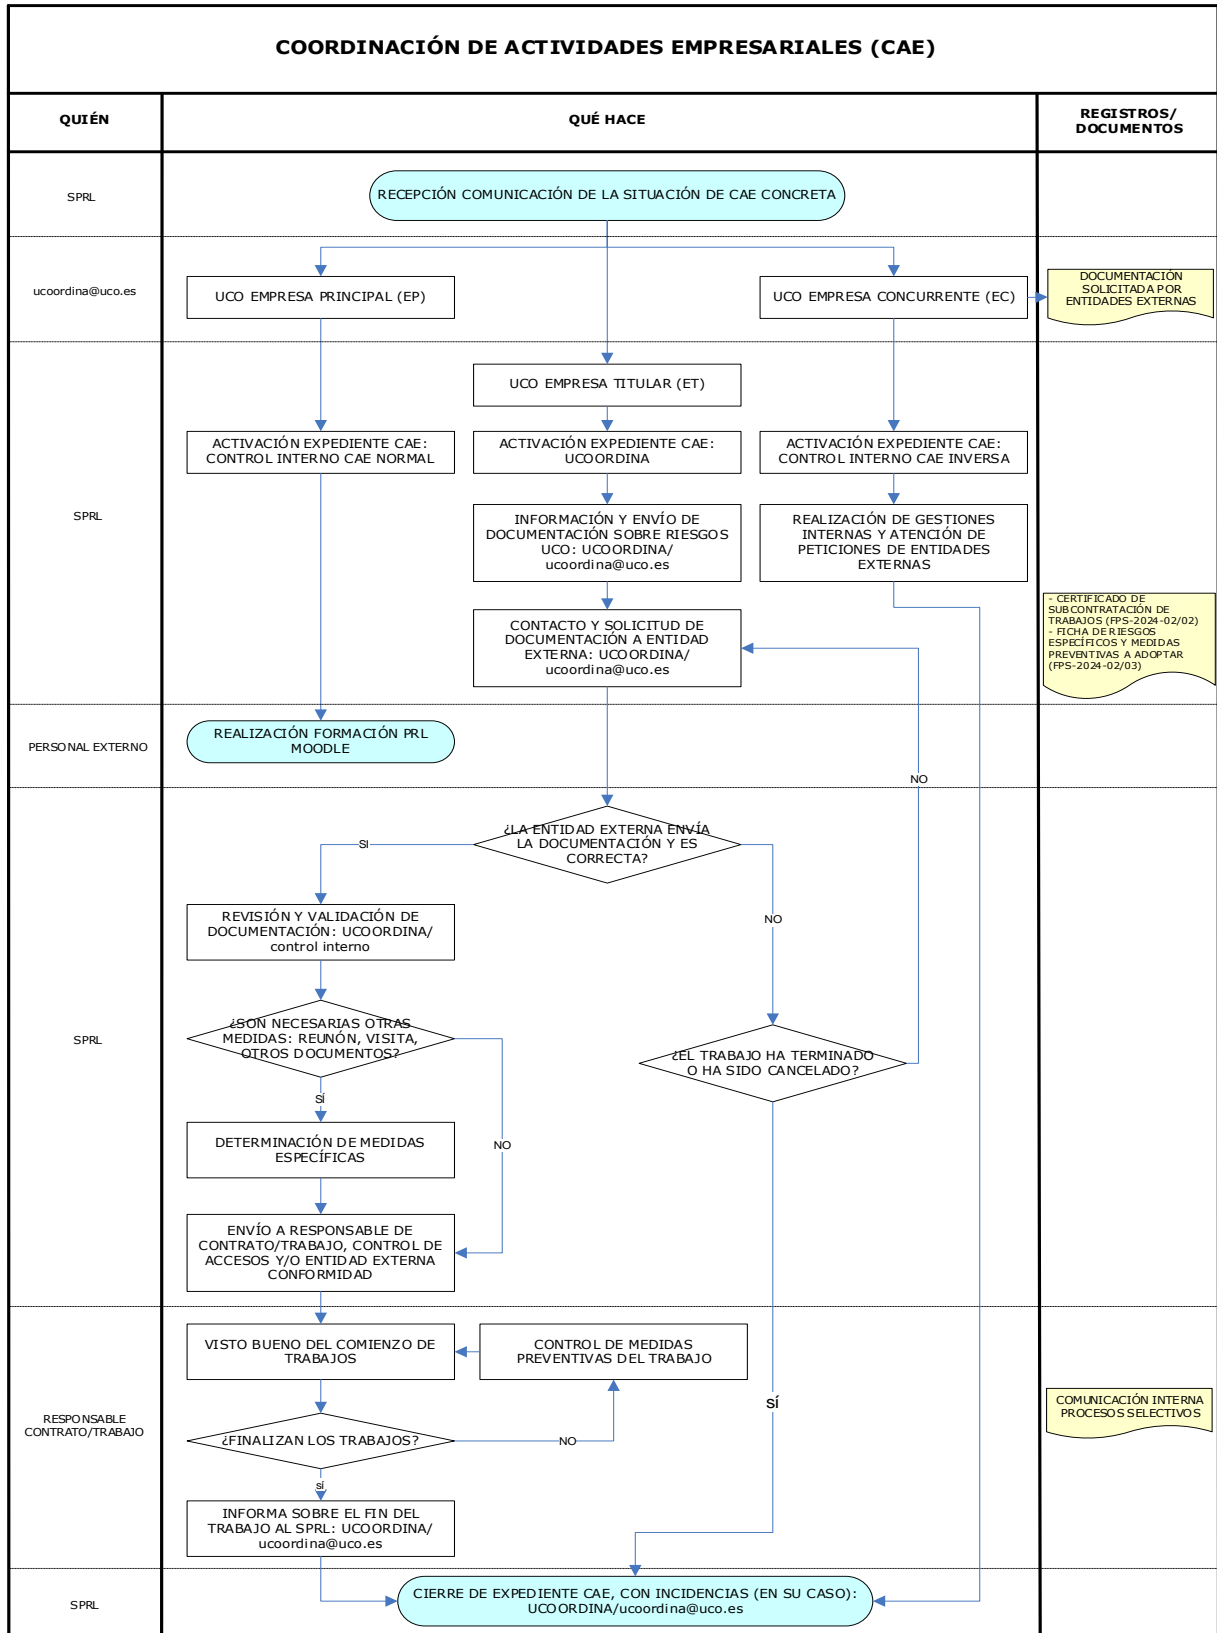 COORDINACIÓN DE ACTIVIDADES EMPRESARIALES (CAE)
QUIÉN
QUÉ HACE
REGISTROS/
DOCUMENTOS
SPRL
RECEPCIÓN COMUNICACIÓN DE LA SITUACIÓN DE CAE CONCRETA
ucoordina@uco.es
UCO EMPRESA PRINCIPAL (EP)
UCO EMPRESA CONCURRENTE (EC)
DOCUMENTACIÓN
SOLICITADA POR
ENTIDADES EXTERNAS
SPRL
UCO EMPRESA TITULAR (ET)
ACTIVACIÓN EXPEDIENTE CAE:
CONTROL INTERNO CAE NORMAL
ACTIVACIÓN EXPEDIENTE CAE:
UCOORDINA
ACTIVACIÓN EXPEDIENTE CAE:
CONTROL INTERNO CAE INVERSA
INFORMACIÓN Y ENVÍO DE
DOCUMENTACIÓN SOBRE RIESGOS
UCO: UCOORDINA/
ucoordina@uco.es
REALIZACIÓN DE GESTIONES
INTERNAS Y ATENCIÓN DE
PETICIONES DE ENTIDADES
EXTERNAS
CONTACTO Y SOLICITUD DE
DOCUMENTACIÓN A ENTIDAD
EXTERNA: UCOORDINA/
ucoordina@uco.es
- CERTIFICADO DE
SUBCONTRATACIÓN DE
TRABAJOS (FPS-2024-02/02)
- FICHA DE RIESGOS
ESPECÍFICOS Y MEDIDAS
PREVENTIVAS A ADOPTAR
(FPS-2024-02/03)
PERSONAL EXTERNO
REALIZACIÓN FORMACIÓN PRL
MOODLE
NO
SPRL
¿LA ENTIDAD EXTERNA ENVÍA
LA DOCUMENTACIÓN Y ES
CORRECTA?
SI
NO
REVISIÓN Y VALIDACIÓN DE
DOCUMENTACIÓN: UCOORDINA/
control interno
¿SON NECESARIAS OTRAS
MEDIDAS: REUNÓN, VISITA,
OTROS DOCUMENTOS?
¿EL TRABAJO HA TERMINADO
O HA SIDO CANCELADO?
SÍ
NO
DETERMINACIÓN DE MEDIDAS
ESPECÍFICAS
ENVÍO A RESPONSABLE DE
CONTRATO/TRABAJO, CONTROL DE
ACCESOS Y/O ENTIDAD EXTERNA
CONFORMIDAD
RESPONSABLE
CONTRATO/TRABAJO
VISTO BUENO DEL COMIENZO DE
TRABAJOS
CONTROL DE MEDIDAS
PREVENTIVAS DEL TRABAJO
SÍ
COMUNICACIÓN INTERNA
PROCESOS SELECTIVOS
¿FINALIZAN LOS TRABAJOS?
NO
sí
INFORMA SOBRE EL FIN DEL
TRABAJO AL SPRL: UCOORDINA/
ucoordina@uco.es
SPRL
CIERRE DE EXPEDIENTE CAE, CON INCIDENCIAS (EN SU CASO):
UCOORDINA/ucoordina@uco.es